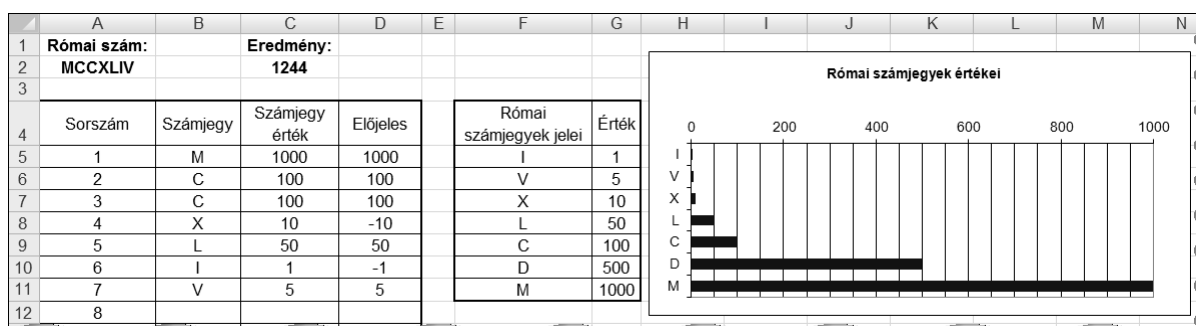 A B C D E F G H I J K L M N
1 Római szám: Eredmény:
2 MCCXLIV 1244
3
4 Sorszám Számjegy Számjegy érték Előjeles Római számjegyek jelei Érték
5 1 M 1000 1000 I 1
6 2 C 100 100 V 5
7 3 C 100 100 X 10
8 4 X 10 -10 L 50
9 5 L 50 50 C 100
10 6 I 1 -1 D 500
11 7 V 5 5 M 1000
12 8
Római számjegyek értékei
0 200 400 600 800 1000
I
V
X
L
C
D
M